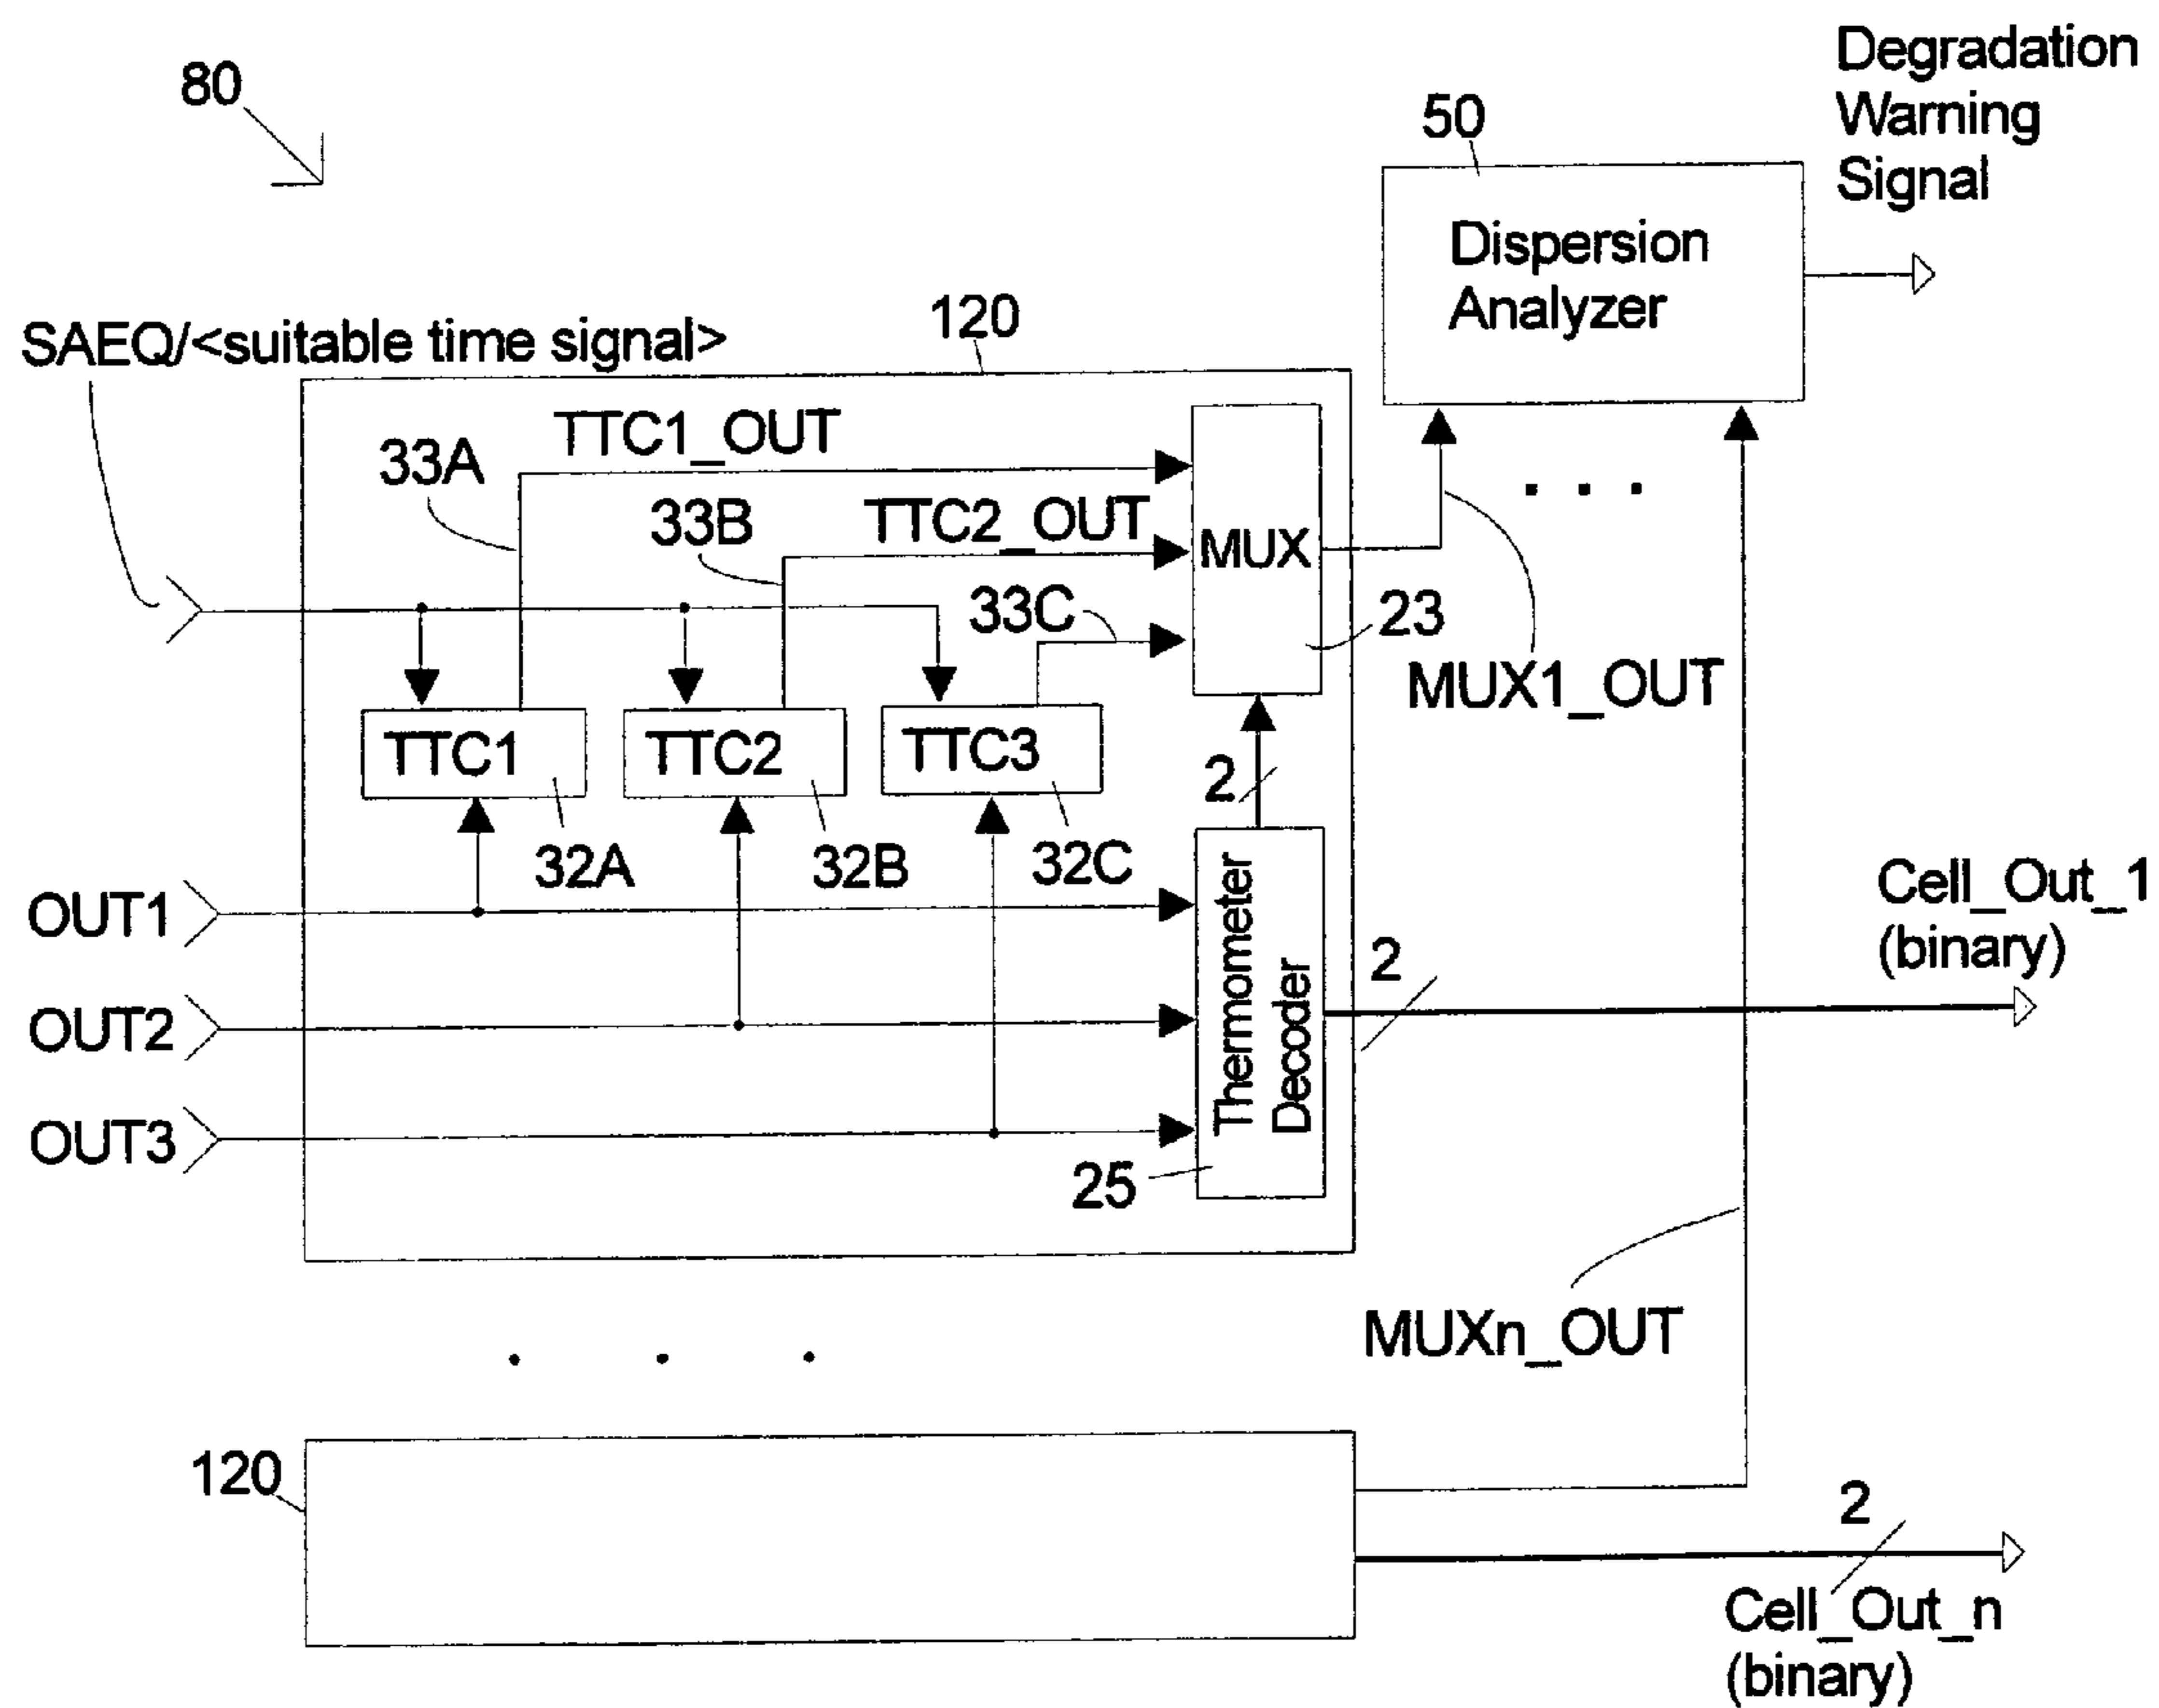 80
Degradation
Warning
Signal
50
Dispersion
Analyzer
SAEQ/<suitable time signal>
120
TTC1_OUT
33A
33B
TTC2_OUT
MUX
33C
23
MUX1_OUT
TTC1
TTC2
TTC3
2
32A
32B
32C
OUT1
OUT2
OUT3
Thermometer
Decoder
25
2
Cell_Out_1
(binary)
MUXn_OUT
120
2
Cell_Out_n
(binary)